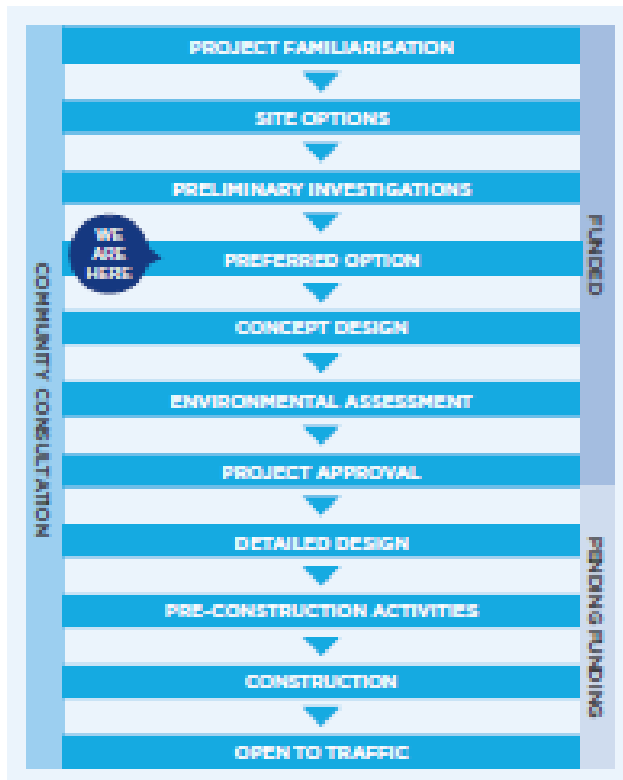 PROJECT FAMILIARISATION
SITE OPTIONS
PRELIMINARY INVESTIGATIONS
WE
ARE
HERE
PREFERRED OPTION
CONCEPT DESIGN
ENVIRONMENTAL ASSESSMENT
PROJECT APPROVAL
DETAILED DESIGN
PRE-CONSTRUCTION ACTIVITIES
CONSTRUCTION
OPEN TO TRAFFIC
COMMUNITY CONSULTATION
FUNDED
PENDING FUNDING